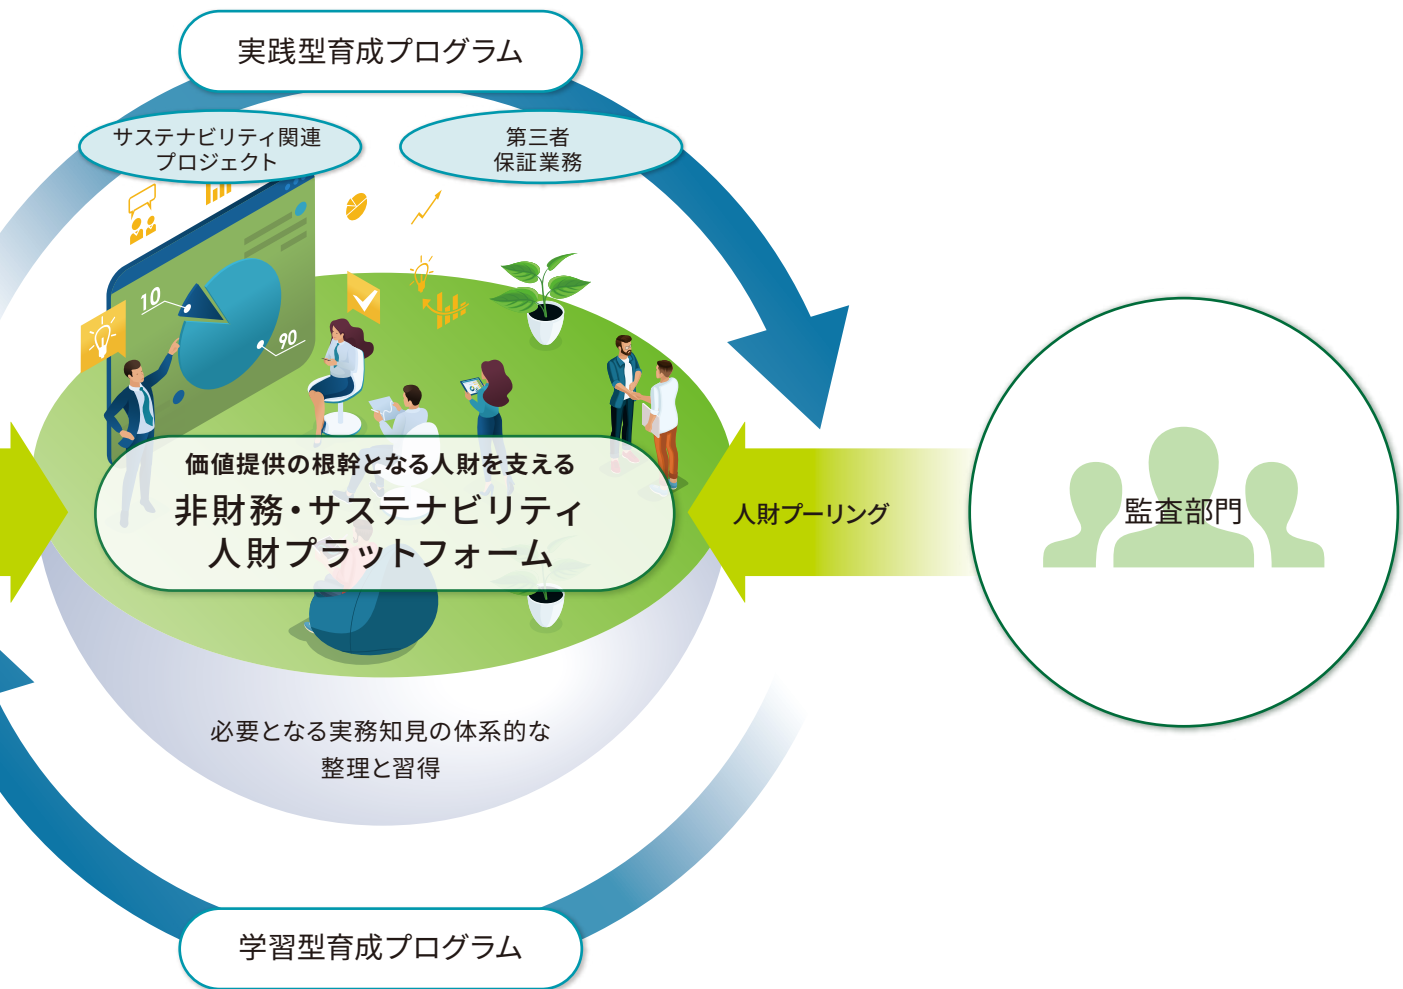 実践型育成プログラム
サステナビリティ関連
プロジェクト
第三者
保証業務
10
90
価値提供の根幹となる人財を支える
非財務・サステナビリティ
人財プラットフォーム
人財プーリング
監査部門
必要となる実務知見の体系的な
整理と習得
学習型育成プログラム